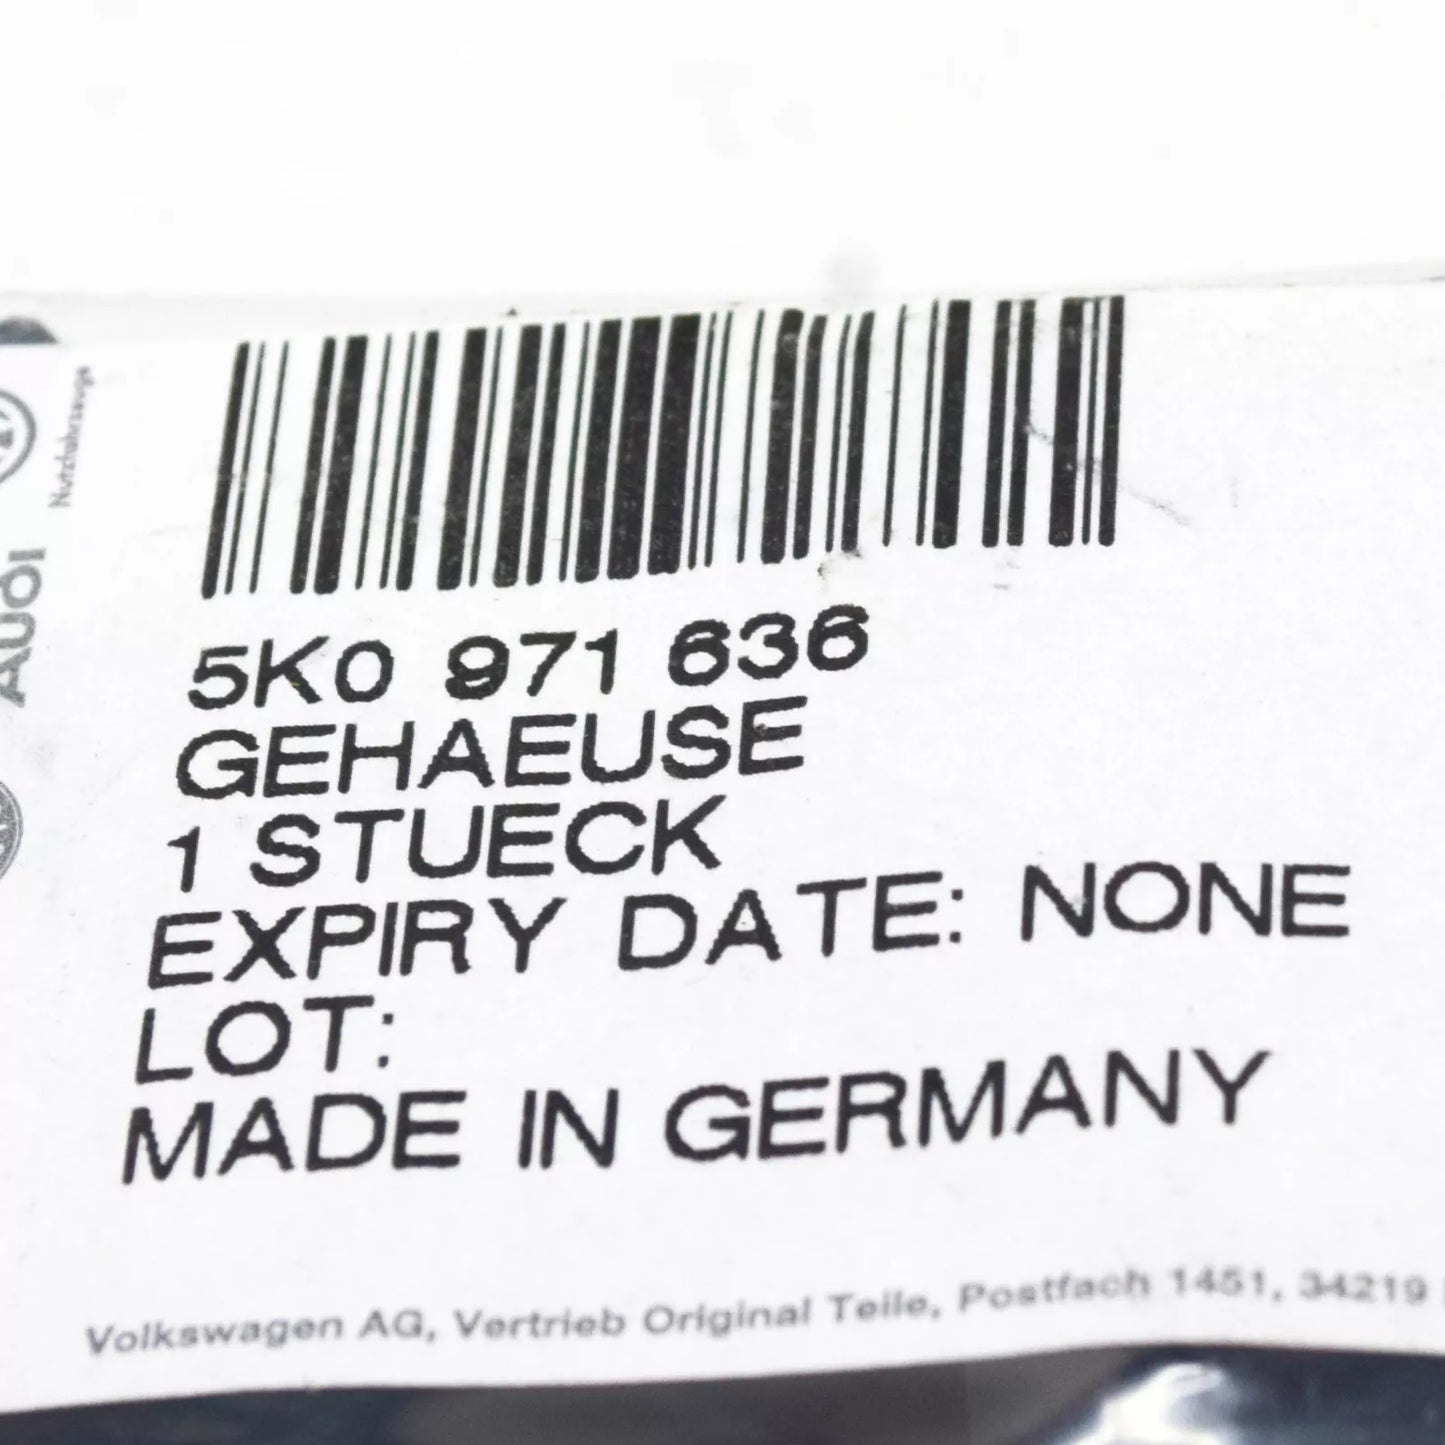 5K0 971 636
GEHAEUSE
1 STUECK
EXPIRY DATE: NONE
LOT:
MADE IN GERMANY
Volkswagen AG, Vertrieb Original Teile, Postfach 1451, 34219
Nutzfahrzeuge
AUDI